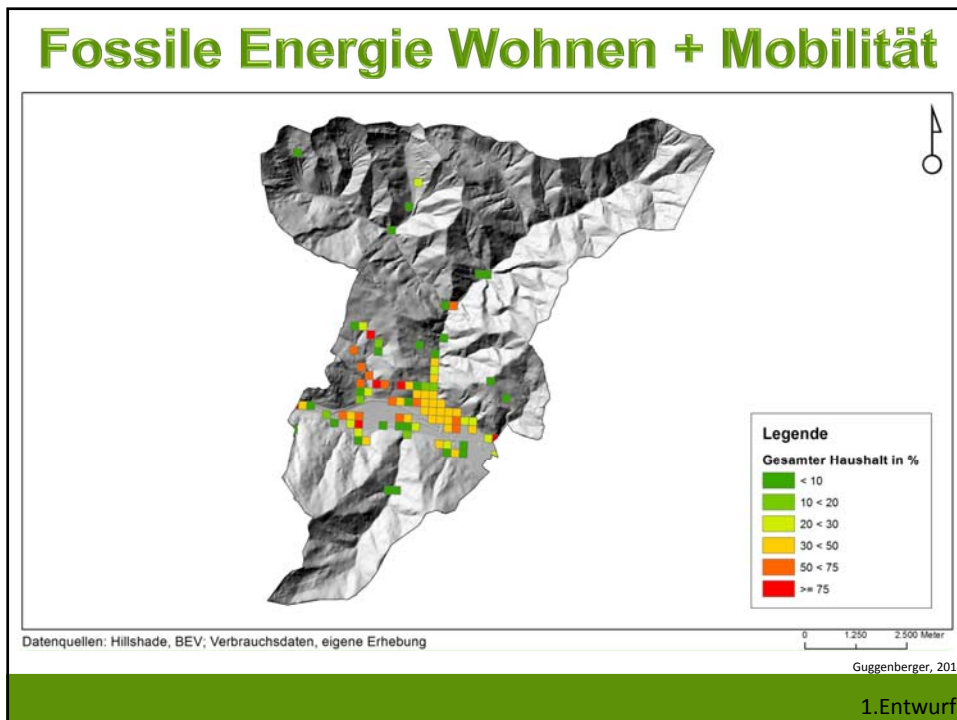 Fossile Energie Wohnen + Mobilität
Legende
Gesamter Haushalt in %
< 10
10 < 20
20 < 30
30 < 50
50 < 75
>= 75
Datenquellen: Hillshade, BEV; Verbrauchsdaten, eigene Erhebung
0 1.250 2.500 Meter
Guggenberger, 201
1.Entwurf